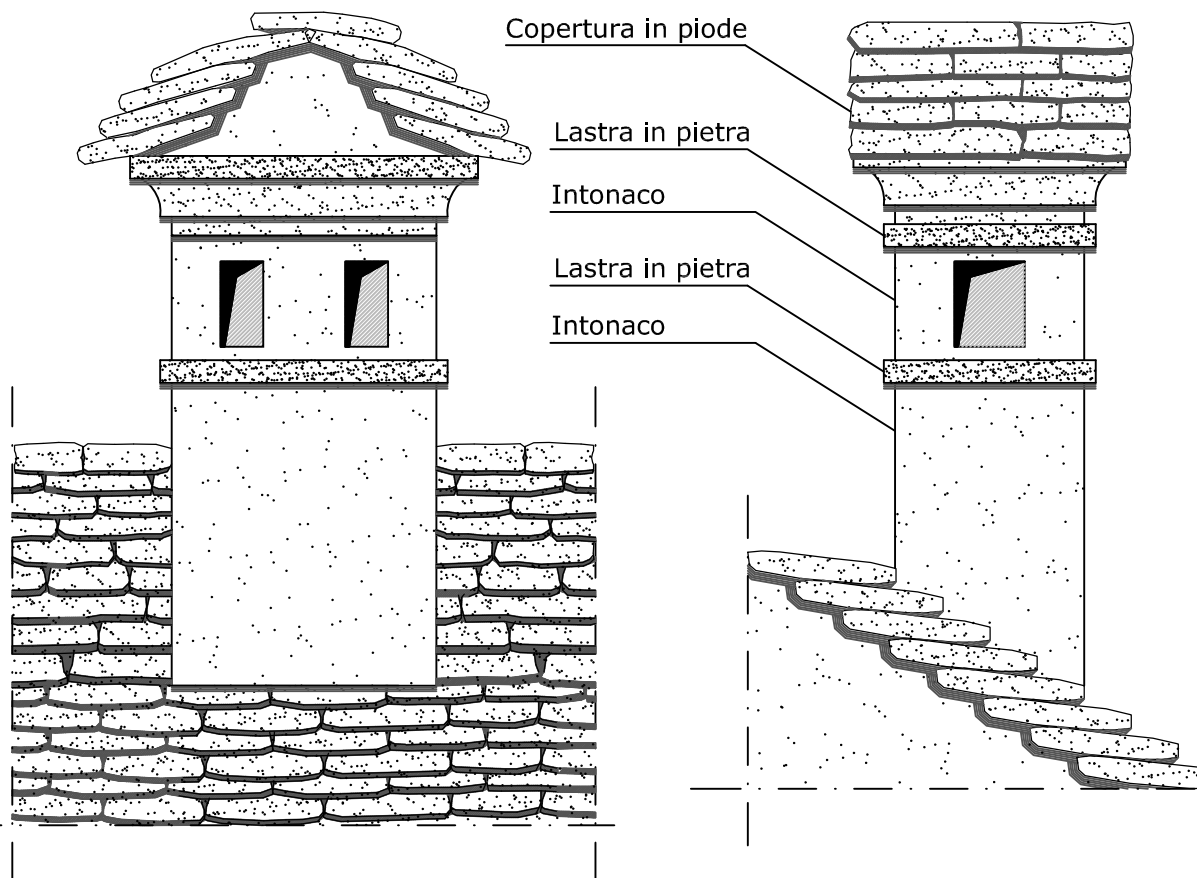 Copertura in piode
Lastra in pietra
Intonaco
Lastra in pietra
Intonaco